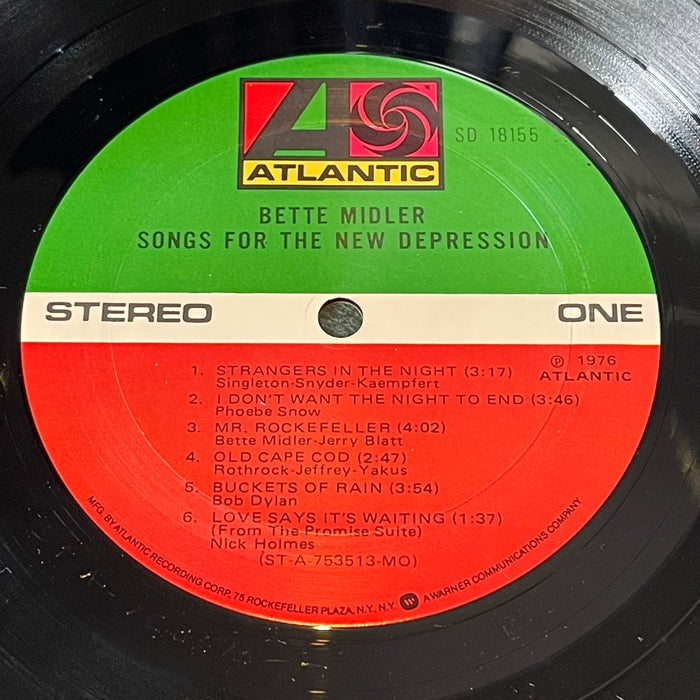 SD 18155
ATLANTIC
BETTE MIDLER
SONGS FOR THE NEW DEPRESSION
STEREO
ONE
1. STRANGERS IN THE NIGHT (3:17)
Singleton-Snyder-Kaempfert
℗ 1976
ATLANTIC
2. I DON'T WANT THE NIGHT TO END (3:46)
Phoebe Snow
3. MR. ROCKEFELLER (4:02)
Bette Midler-Jerry Blatt
4. OLD CAPE COD (2:47)
Rothrock-Jeffrey-Yakus
5. BUCKETS OF RAIN (3:54)
Bob Dylan
6. LOVE SAYS IT'S WAITING (1:37)
(From The Promise Suite)
Nick Holmes
(ST-A-753513-MO)
MFG. BY ATLANTIC RECORDING CORP. 75 ROCKEFELLER PLAZA, N.Y., N.Y. W A WARNER COMMUNICATIONS COMPANY